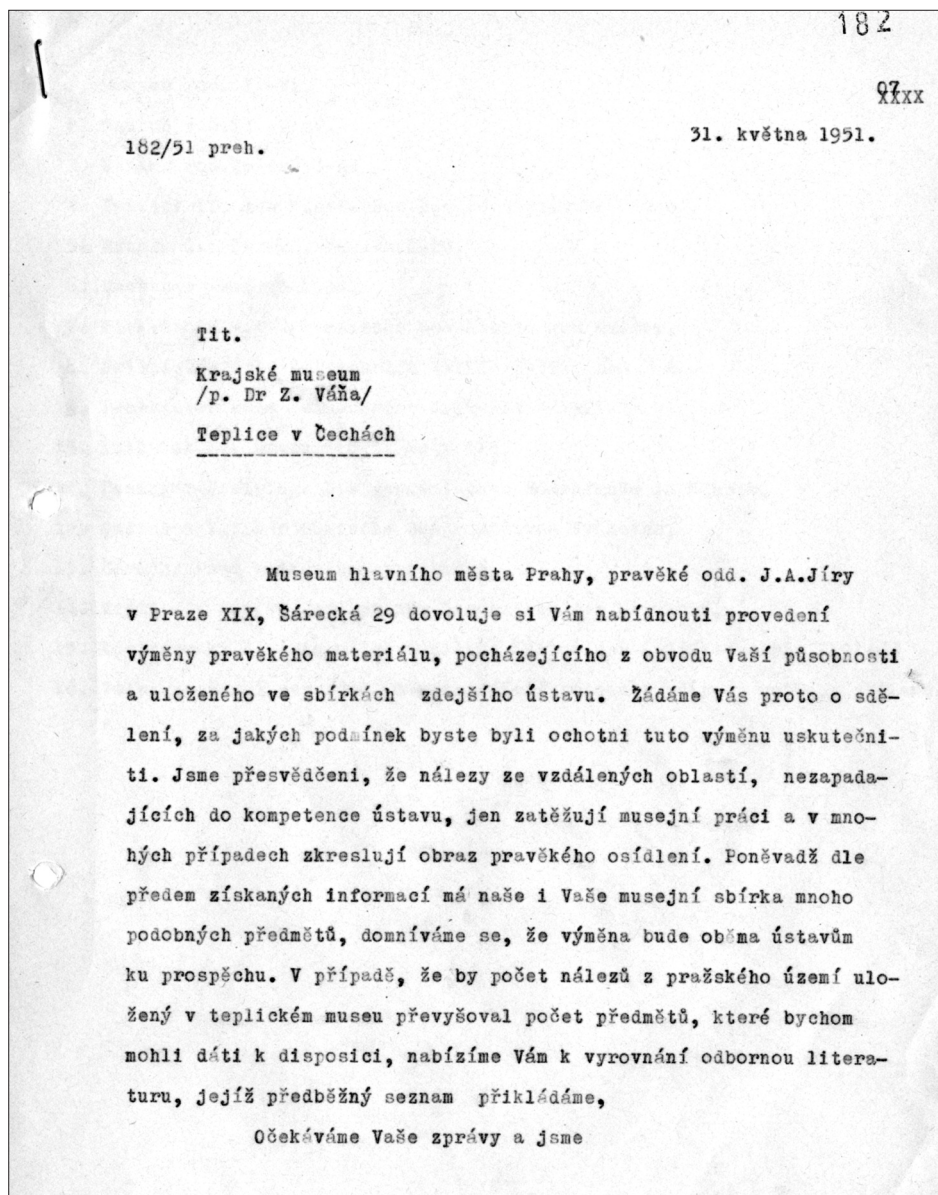 182
31. května 1951.
182/51 preh.
Tit.
Krajské museum
/p. Dr Z. Váňa/
Teplice v Čechách
Museum hlavního města Prahy, pravěké odd. J.A.Jíry
v Praze XIX, Šárecká 29 dovoluje si Vám nabídnouti provedení
výměny pravěkého materiálu, pocházejícího z obvodu Vaší působnosti
a uloženého ve sbírkách zdejšího ústavu. Žádáme Vás proto o sdě-
lení, za jakých podmínek byste byli ochotni tuto výměnu uskutečni-
ti. Jsme přesvědčeni, že nálezy ze vzdálených oblastí, nezapada-
jících do kompetence ústavu, jen zatěžují musejní práci a v mno-
hých případech zkreslují obraz pravěkého osídlení. Poněvadž dle
předem získaných informací má naše i Vaše musejní sbírka mnoho
podobných předmětů, domníváme se, že výměna bude oběma ústavům
ku prospěchu. V případě, že by počet nálezů z pražského území ulo-
žený v teplickém museu převyšoval počet předmětů, které bychom
mohli dáti k disposici, nabízíme Vám k vyrovnání odbornou litera-
turu, jejíž předběžný seznam přikládáme,
Očekáváme Vaše zprávy a jsme